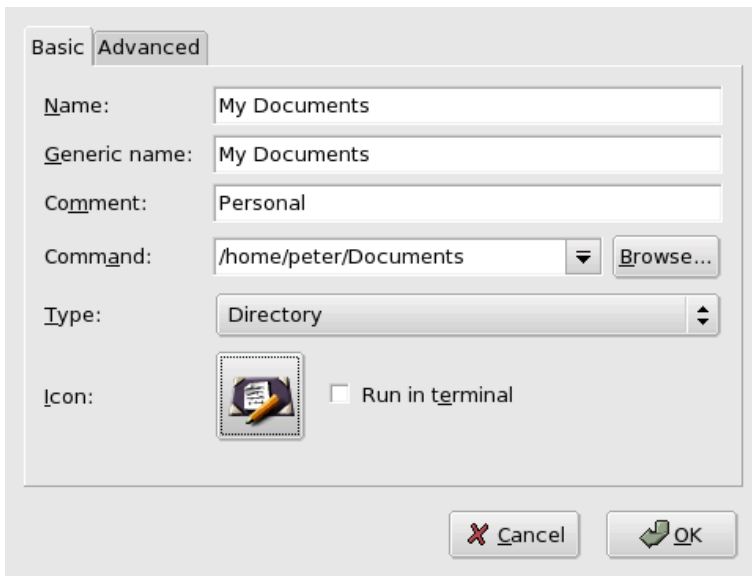 Basic Advanced
Name: My Documents
Generic name: My Documents
Comment: Personal
Command: /home/peter/Documents Browse...
Type: Directory
Icon: Run in terminal
Cancel OK